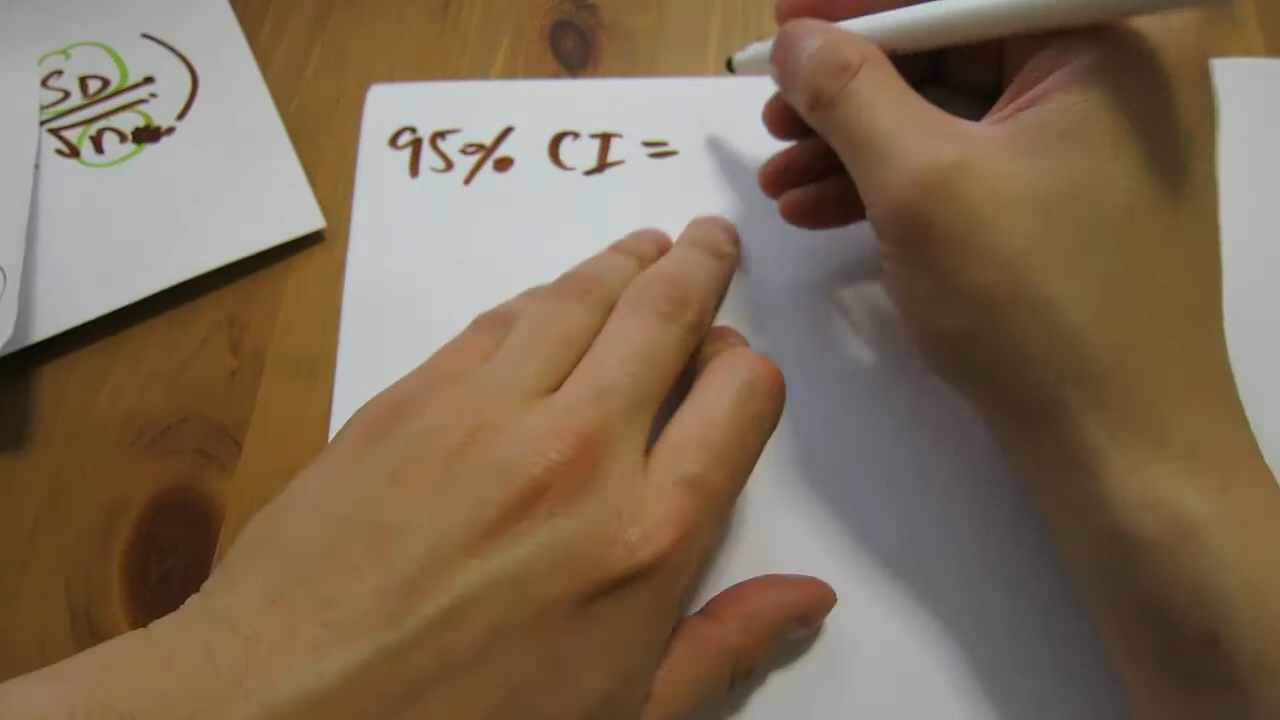 SD)
√n
95% CI =